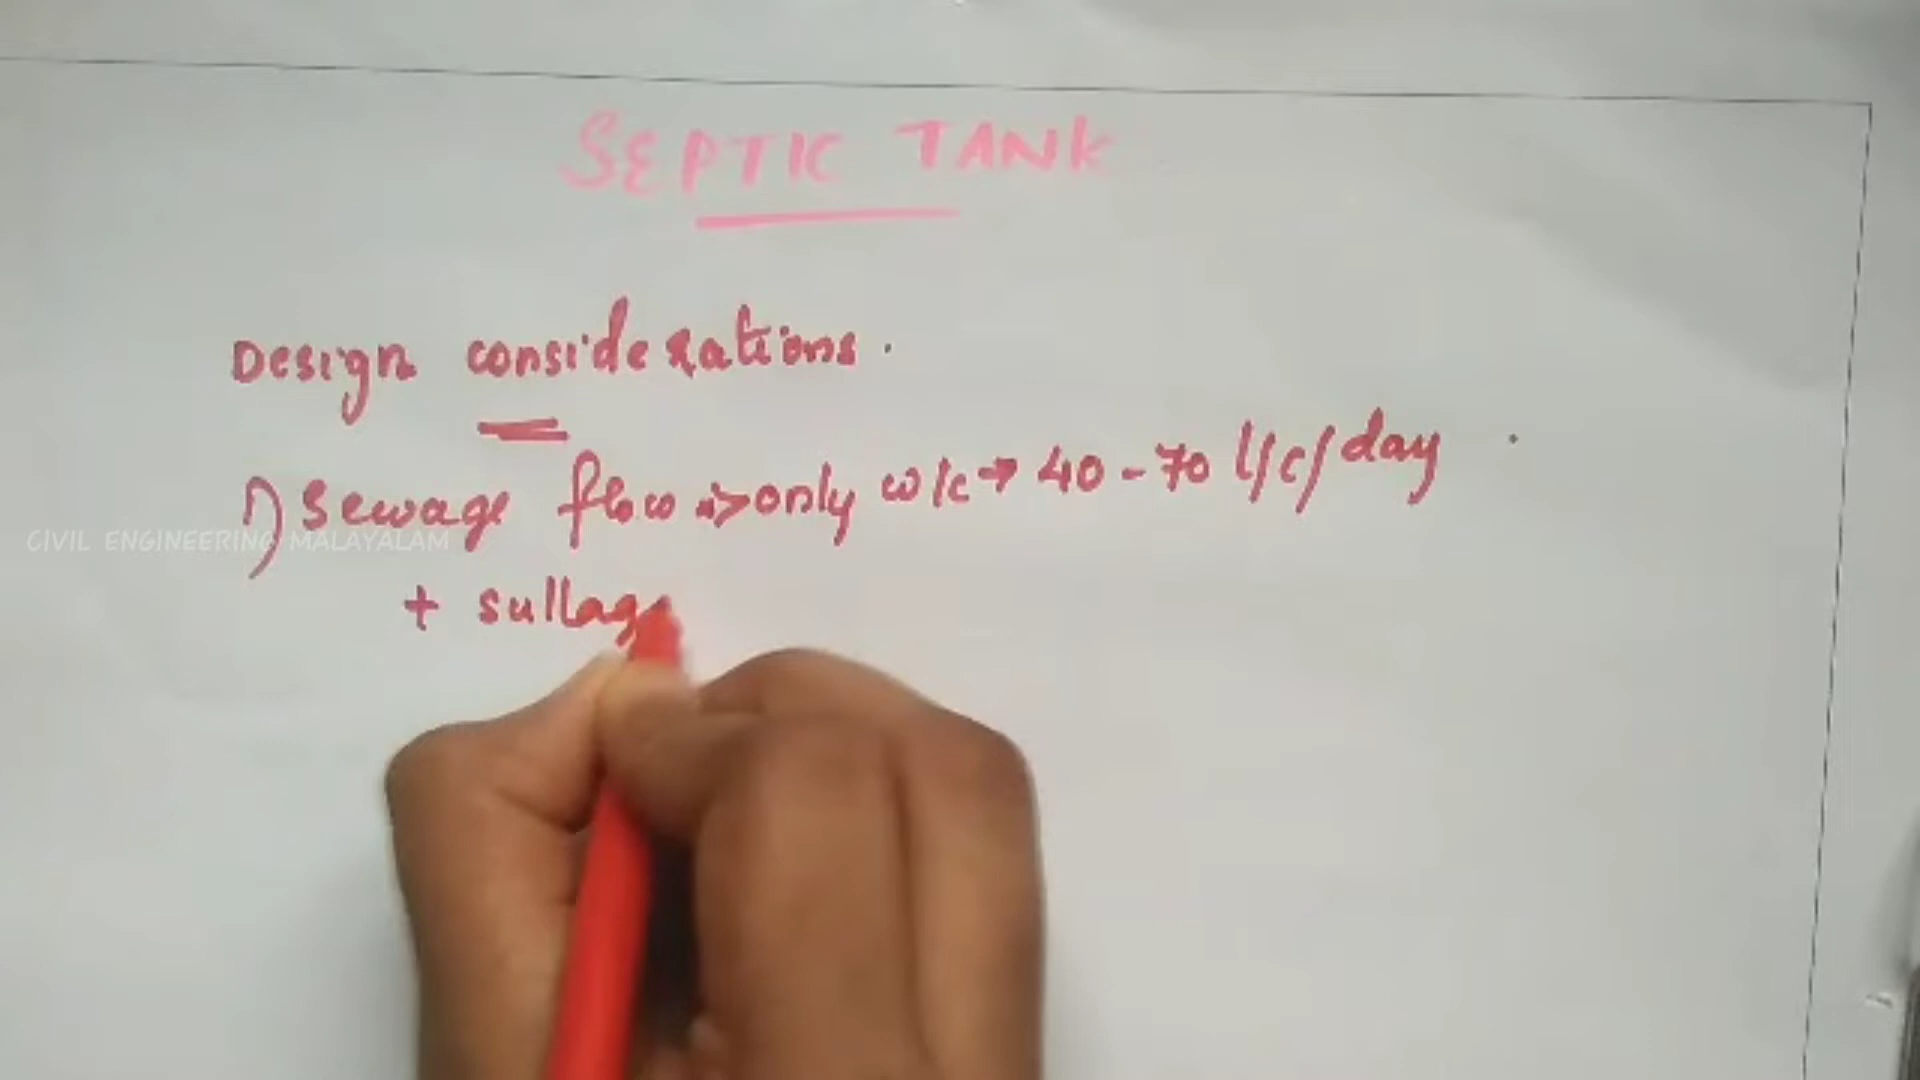 SEPTIC TANK
Design considerations.
1) Sewage flow => only w/c → 40-70 l/c/day .
CIVIL ENGINEERING MALAYALAM
+ sullage